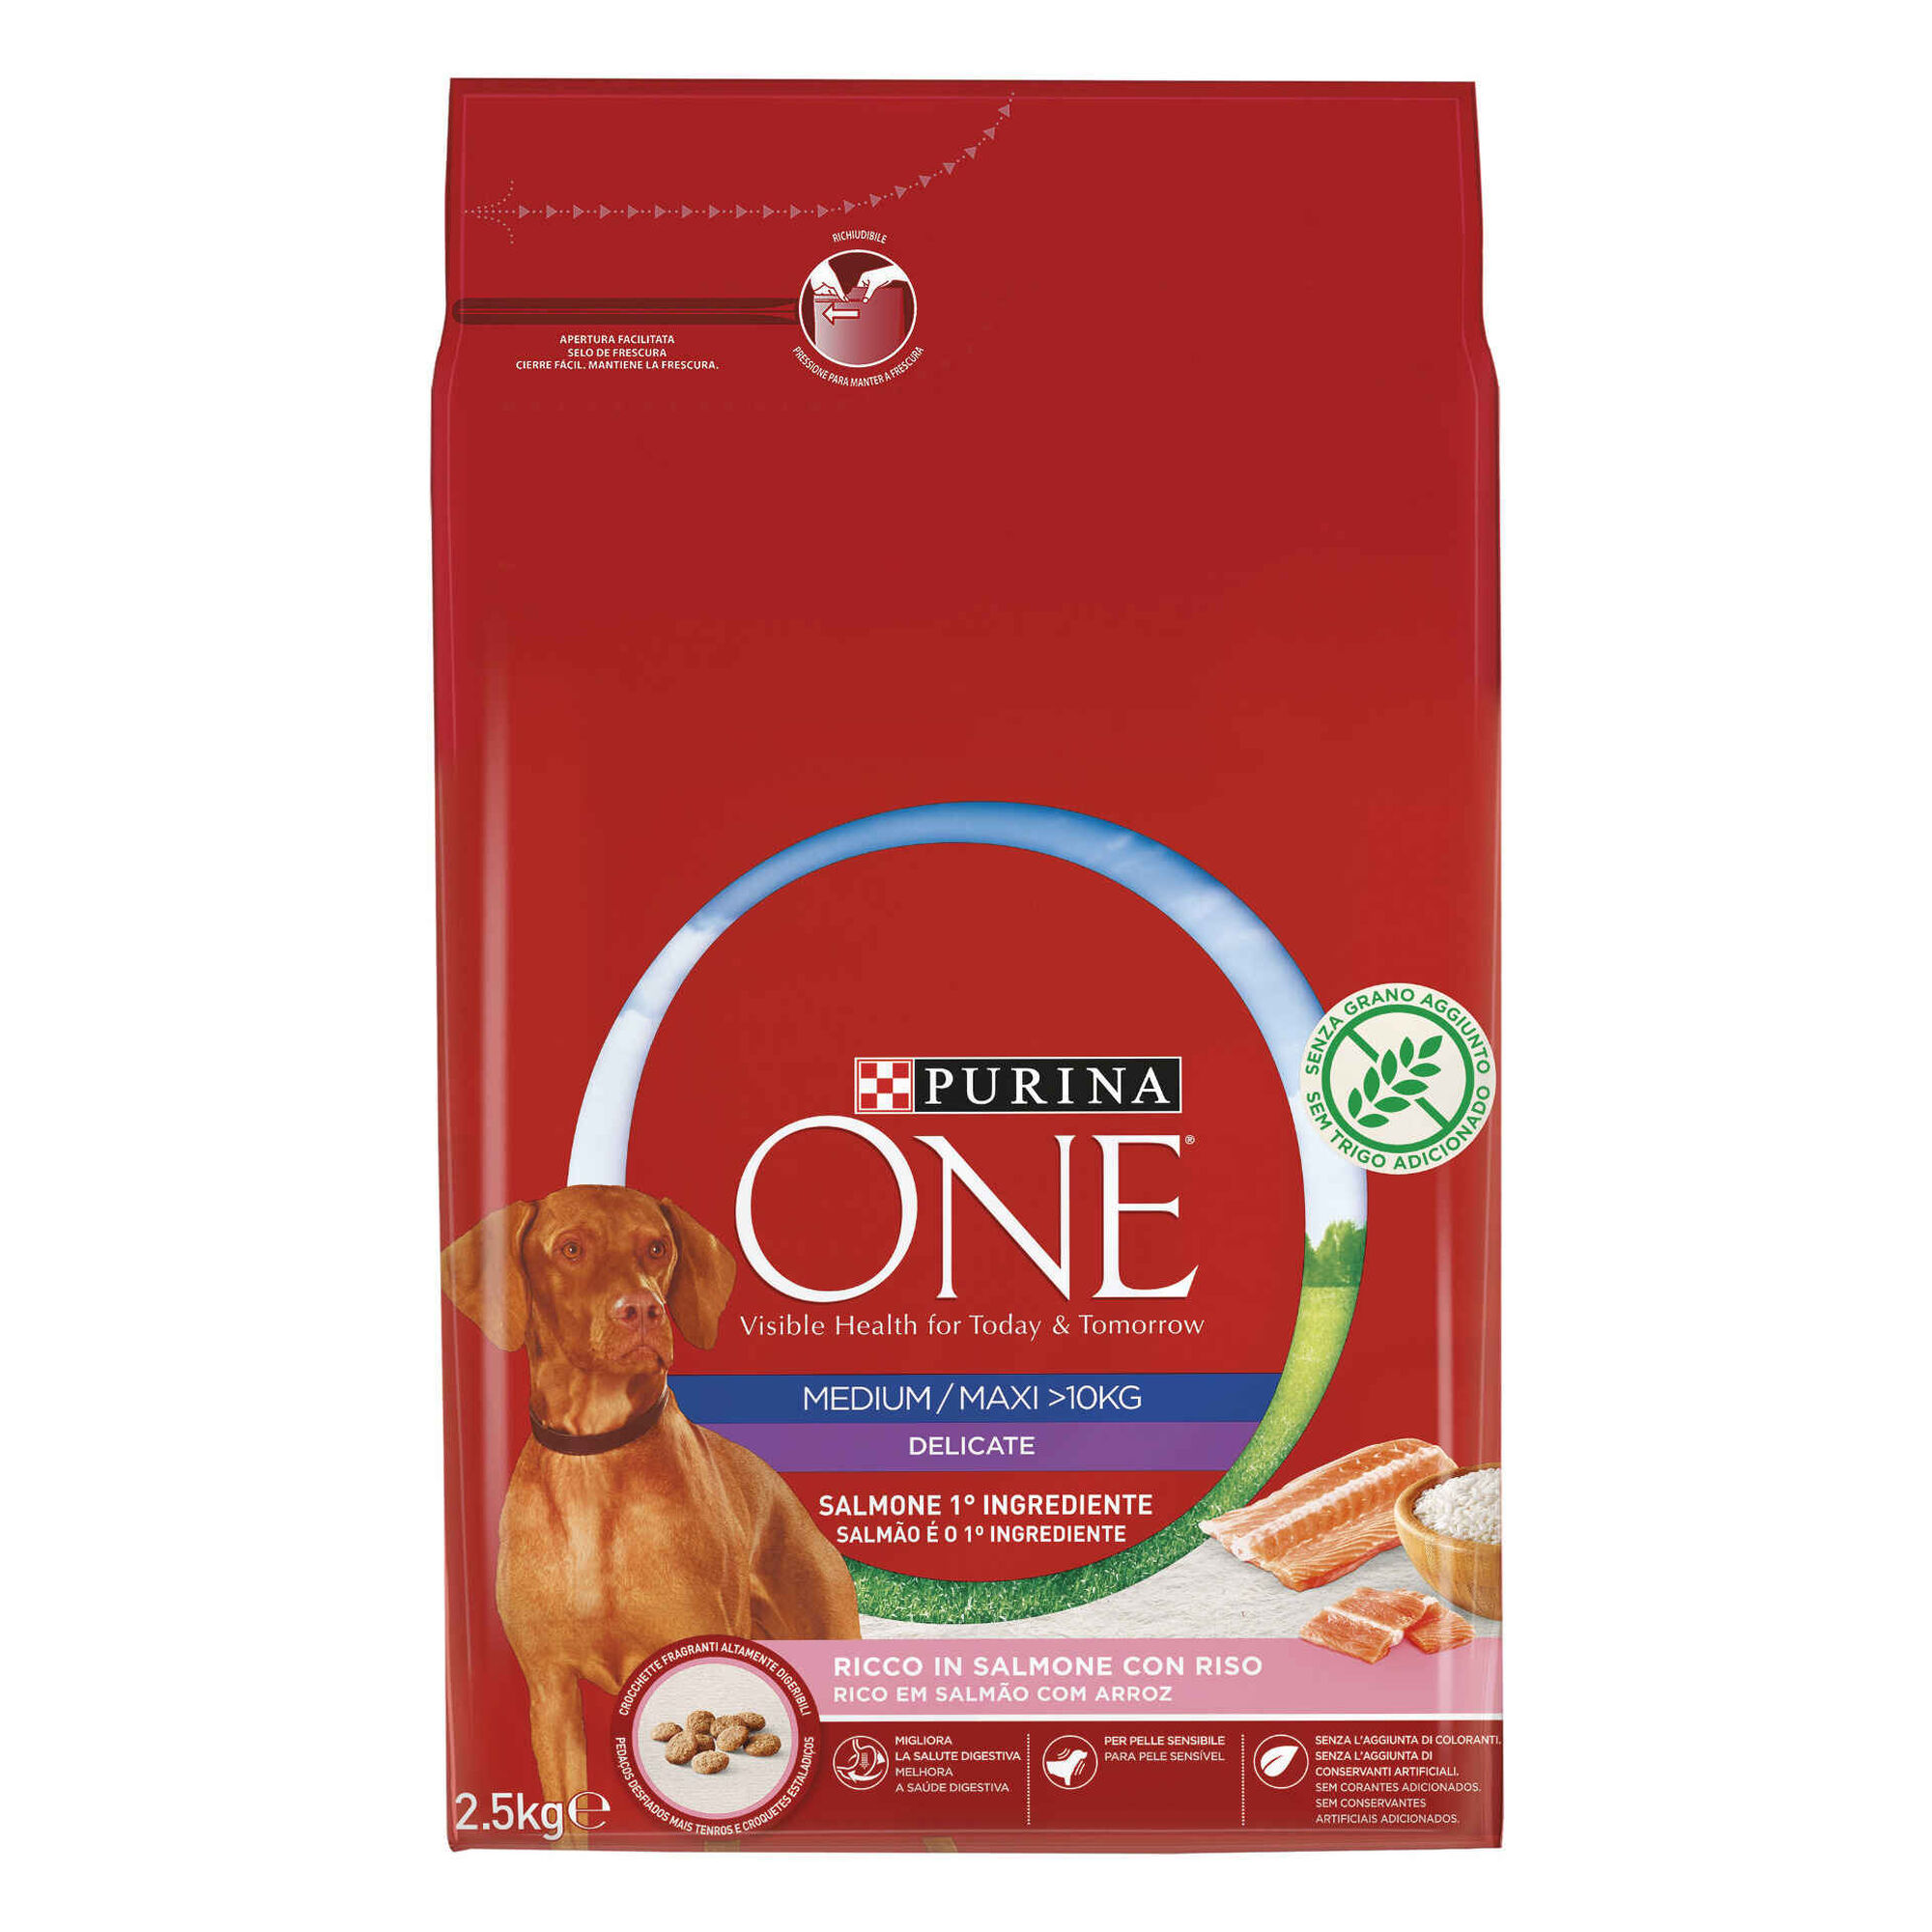 RICHIUDIBILE
APERTURA FACILITATA
SELO DE FRESCURA
CIERRE FÁCIL. MANTIENE LA FRESCURA.
PRESSIONE PARA MANTER A FRESCURA
SENZA GRANO AGGIUNTO
SEM TRIGO ADICIONADO
PURINA
ONE®
Visible Health for Today & Tomorrow
MEDIUM / MAXI >10KG
DELICATE
SALMONE 1° INGREDIENTE
SALMÃO É O 1º INGREDIENTE
RICCO IN SALMONE CON RISO
RICO EM SALMÃO COM ARROZ
CROCCHETTE FRAGRANTI ALTAMENTE DIGERIBILI
PEDAÇOS DESFIADOS MAIS TENROS E CROQUETES ESTALADIÇOS
MIGLIORA
LA SALUTE DIGESTIVA
MELHORA
A SAÚDE DIGESTIVA
PER PELLE SENSIBILE
PARA PELE SENSÍVEL
SENZA L'AGGIUNTA DI COLORANTI.
SENZA L'AGGIUNTA DI
CONSERVANTI ARTIFICIALI.
SEM CORANTES ADICIONADOS.
SEM CONSERVANTES
ARTIFICIAIS ADICIONADOS.
2.5kg℮